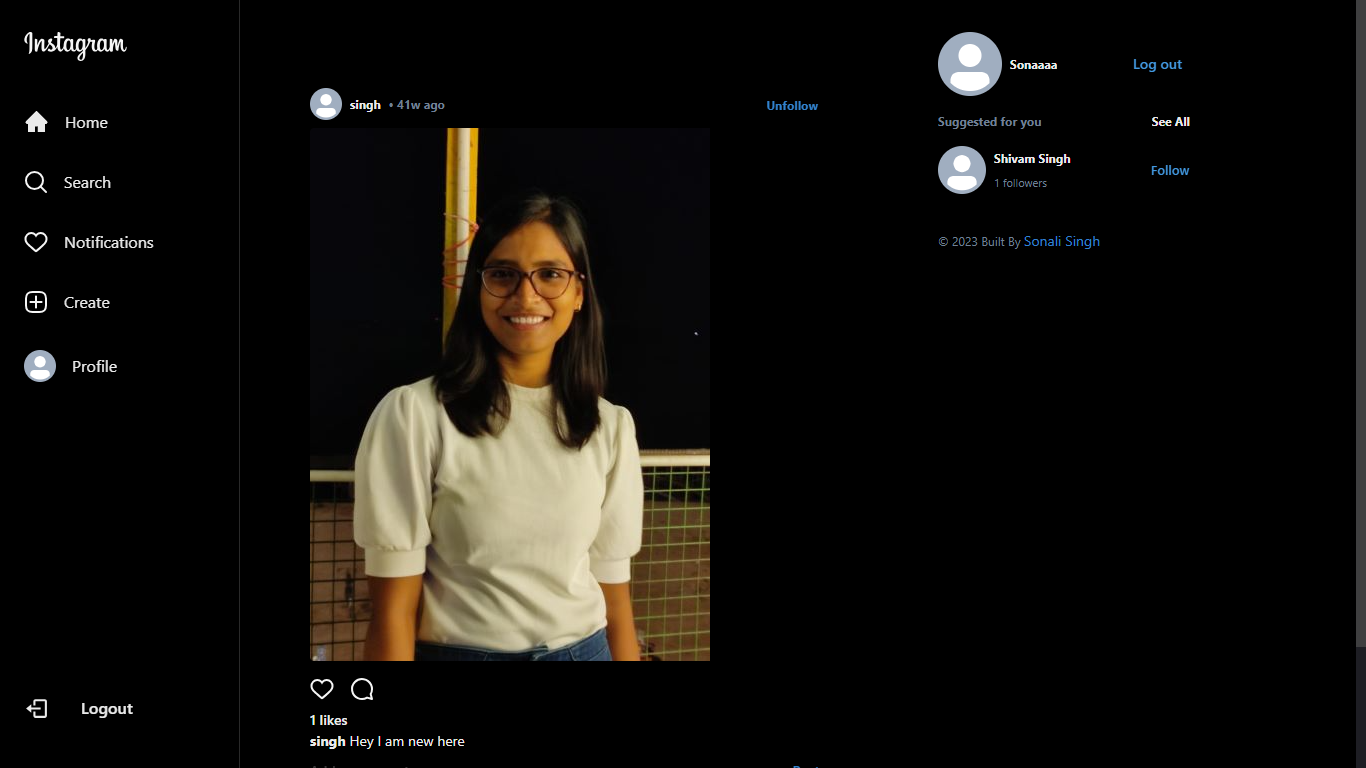 Instagram
Home
Search
Notifications
Create
Profile
Logout
singh • 41w ago
Unfollow
1 likes
singh Hey I am new here
Sonaaaa
Log out
Suggested for you
See All
Shivam Singh
1 followers
Follow
© 2023 Built By Sonali Singh